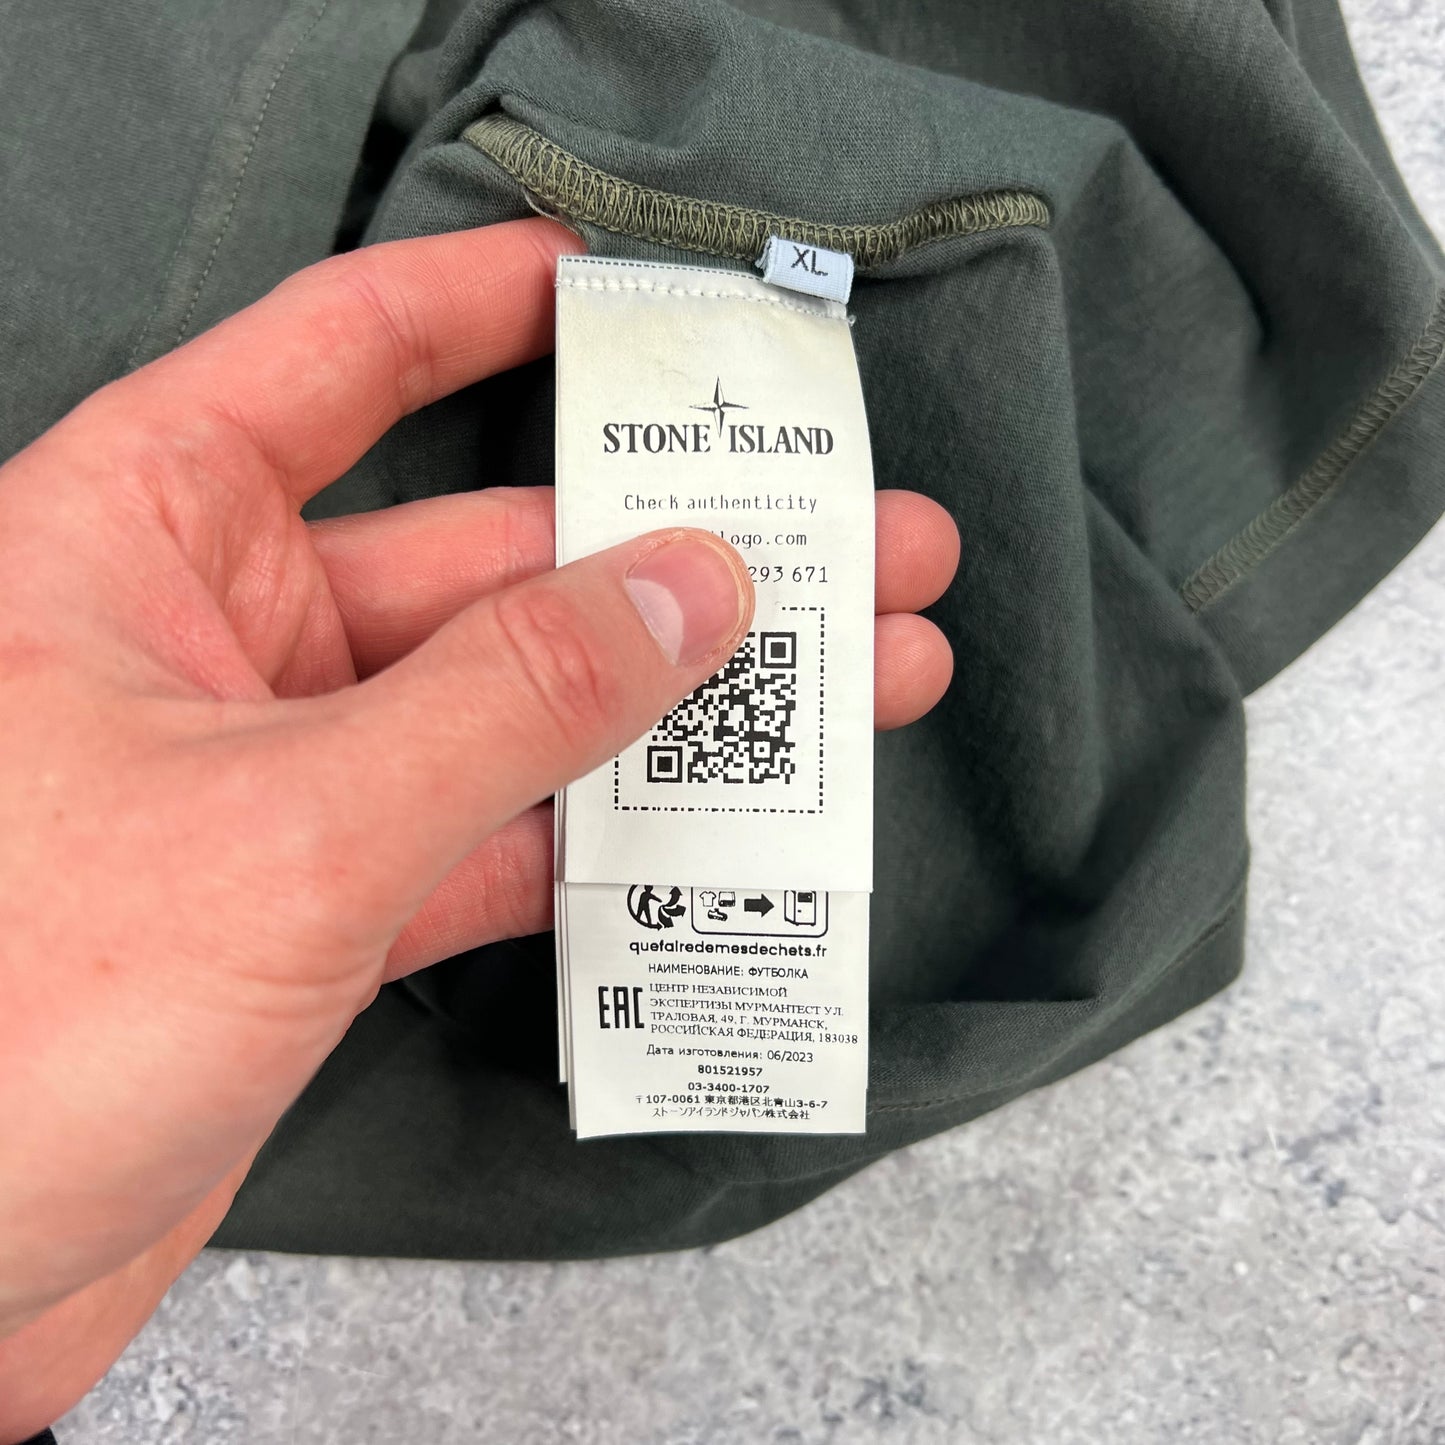 XL
STONE ISLAND
Check authenticity
logo.com
293 671
quefairedemesdechets.fr
НАИМЕНОВАНИЕ: ФУТБОЛКА
EAC
ЦЕНТР НЕЗАВИСИМОЙ
ЭКСПЕРТИЗЫ МУРМАНТЕСТ УЛ.
ТРАЛОВАЯ, 49, Г. МУРМАНСК,
РОССИЙСКАЯ ФЕДЕРАЦИЯ, 183038
Дата изготовления: 06/2023
801521957
03-3400-1707
〒107-0061 東京都港区北青山3-6-7
ストーンアイランドジャパン株式会社